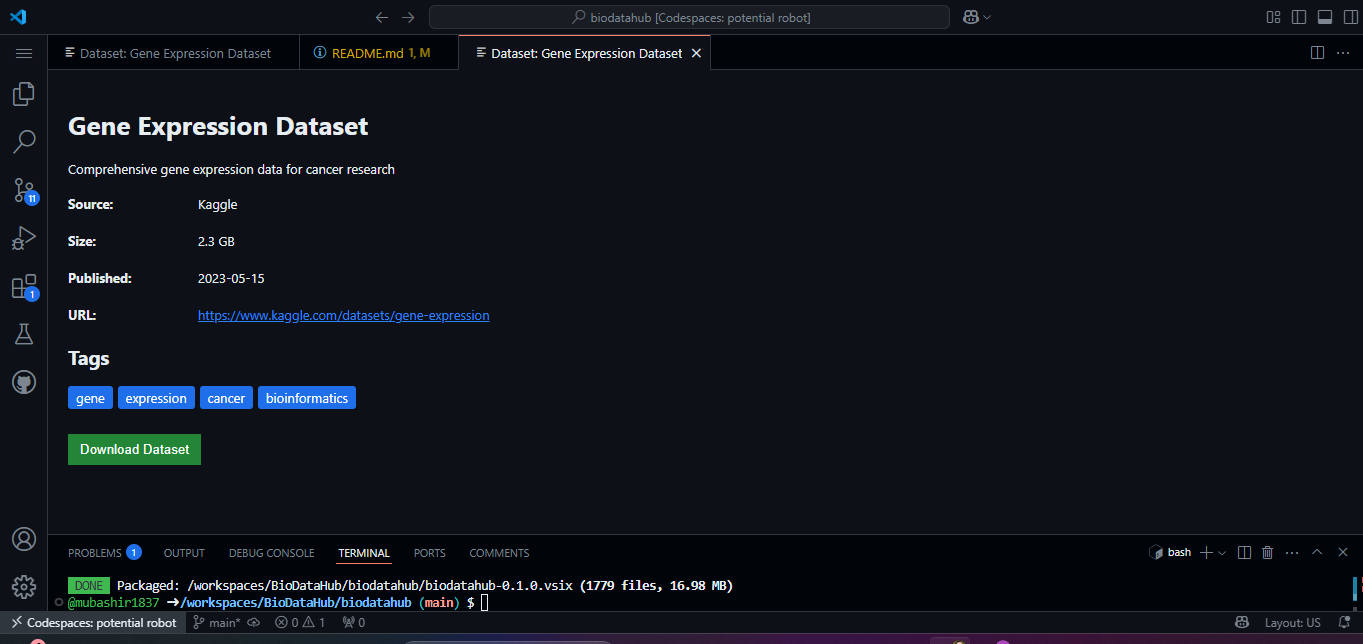 biodatahub [Codespaces: potential robot]
Dataset: Gene Expression Dataset
README.md 1, M
Dataset: Gene Expression Dataset
Gene Expression Dataset
Comprehensive gene expression data for cancer research
Source: Kaggle
Size: 2.3 GB
Published: 2023-05-15
URL: https://www.kaggle.com/datasets/gene-expression
11
1
Tags
gene expression cancer bioinformatics
Download Dataset
PROBLEMS 1 OUTPUT DEBUG CONSOLE TERMINAL PORTS COMMENTS
bash
DONE Packaged: /workspaces/BioDataHub/biodatahub/biodatahub-0.1.0.vsix (1779 files, 16.98 MB)
@mubashir1837 ➜/workspaces/BioDataHub/biodatahub (main) $
Codespaces: potential robot main* 0 1 0 Layout: US